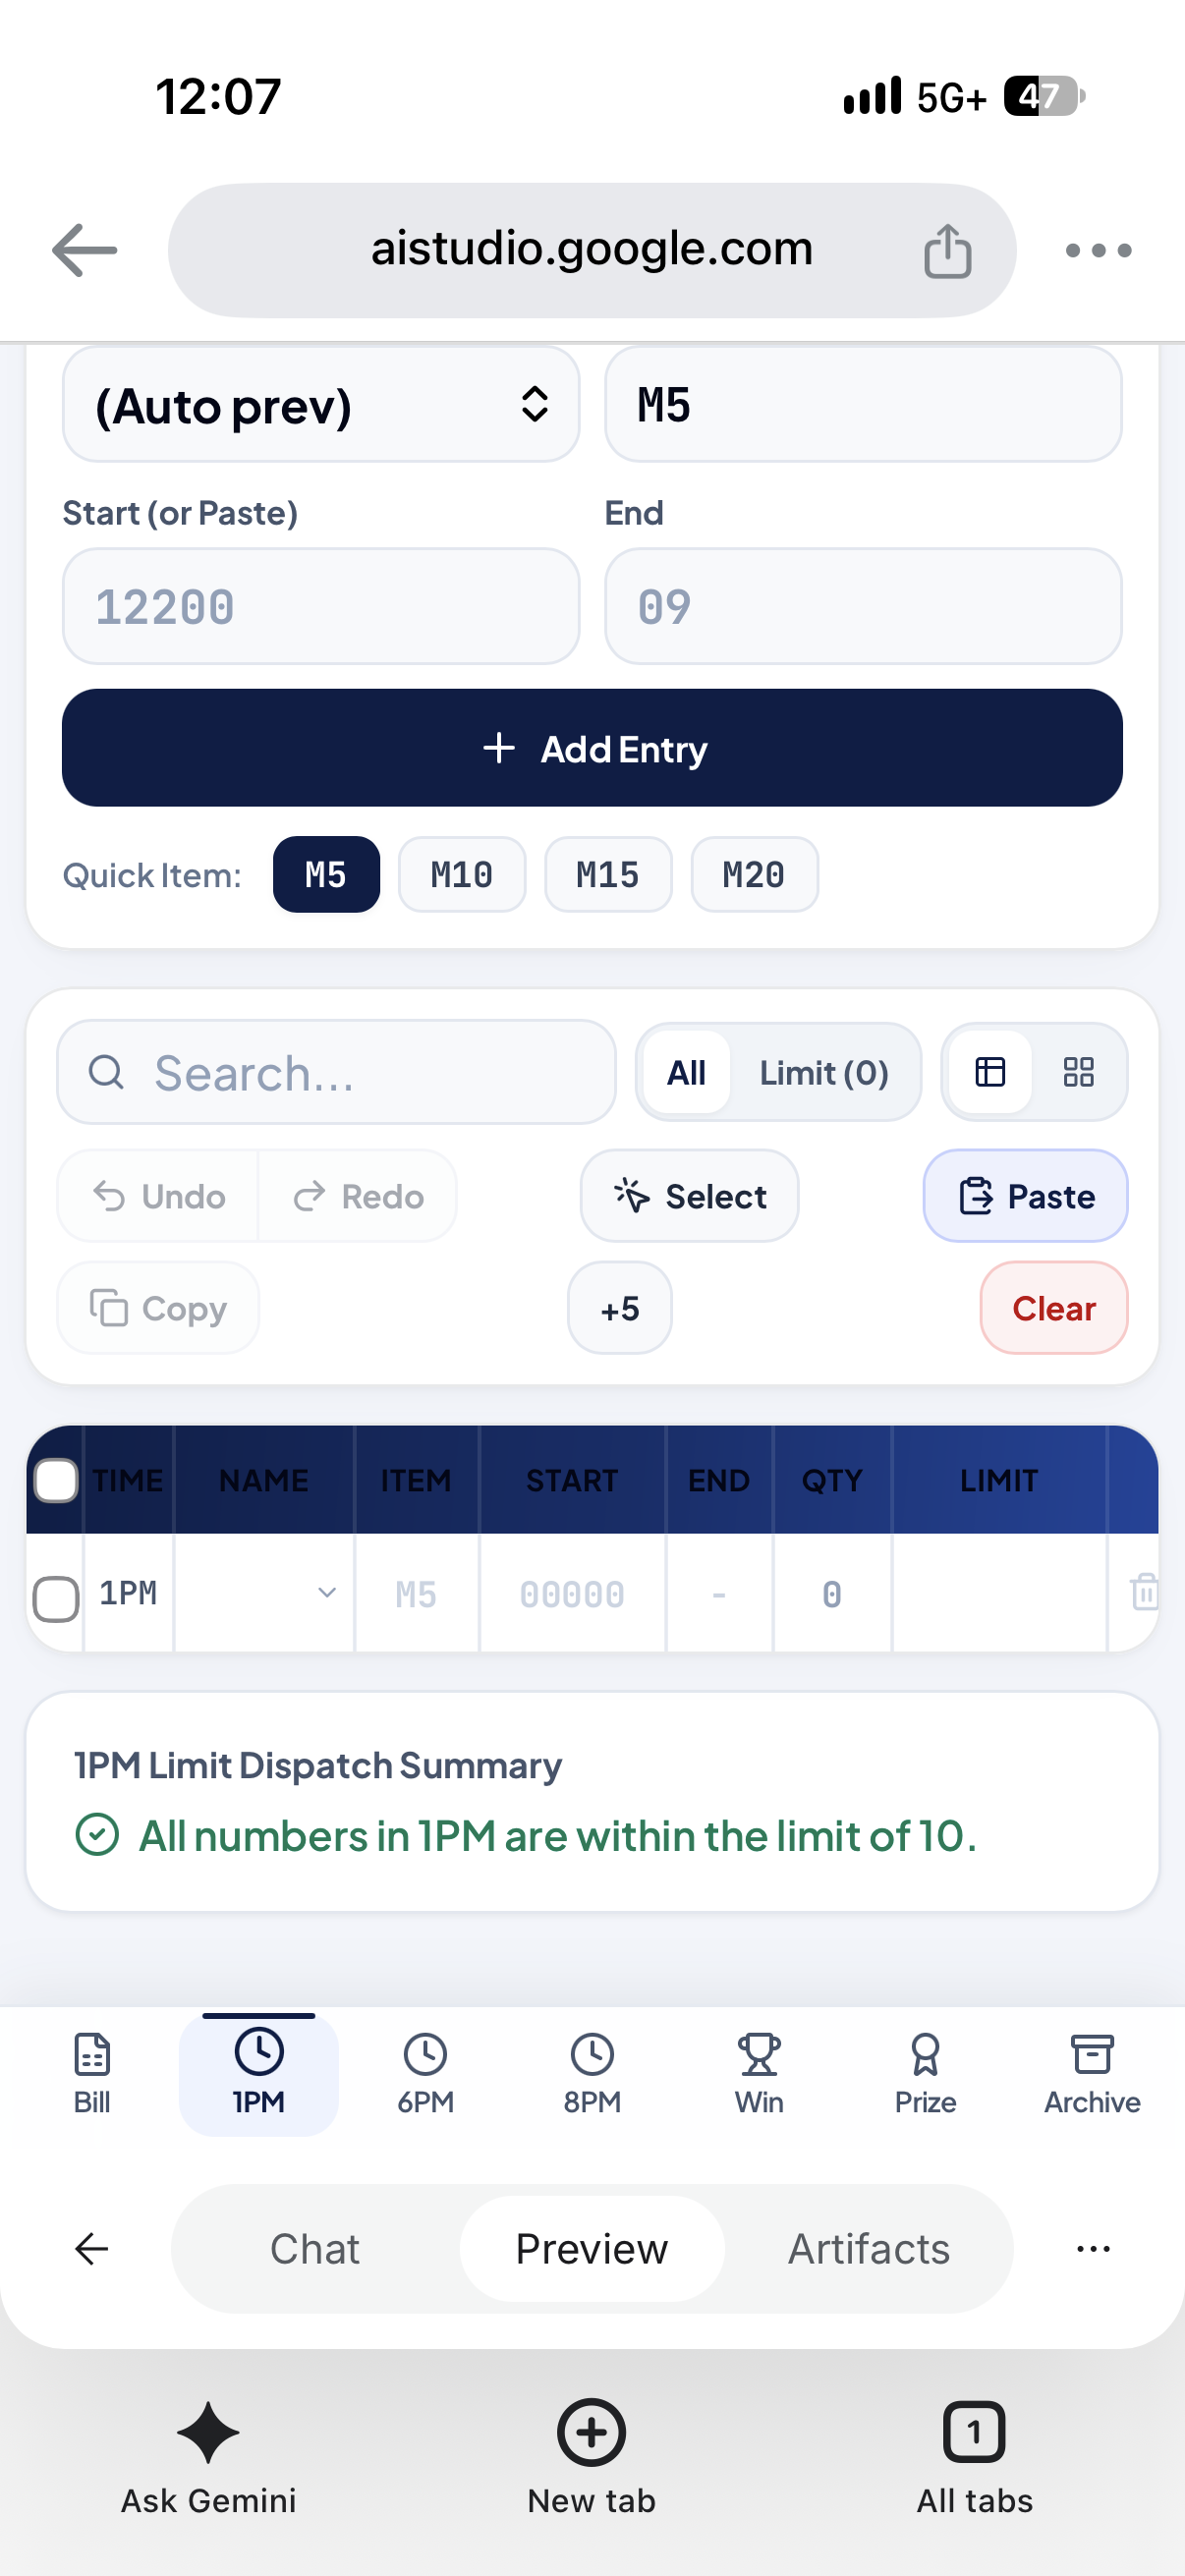 12:07
5G+ 47
aistudio.google.com
(Auto prev) M5
Start (or Paste) End
12200 09
+ Add Entry
Quick Item: M5 M10 M15 M20
Search... All Limit (0)
Undo Redo Select Paste
Copy +5 Clear
TIME NAME ITEM START END QTY LIMIT
1PM M5 00000 - 0
1PM Limit Dispatch Summary
All numbers in 1PM are within the limit of 10.
Bill 1PM 6PM 8PM Win Prize Archive
Chat Preview Artifacts
1
Ask Gemini New tab All tabs